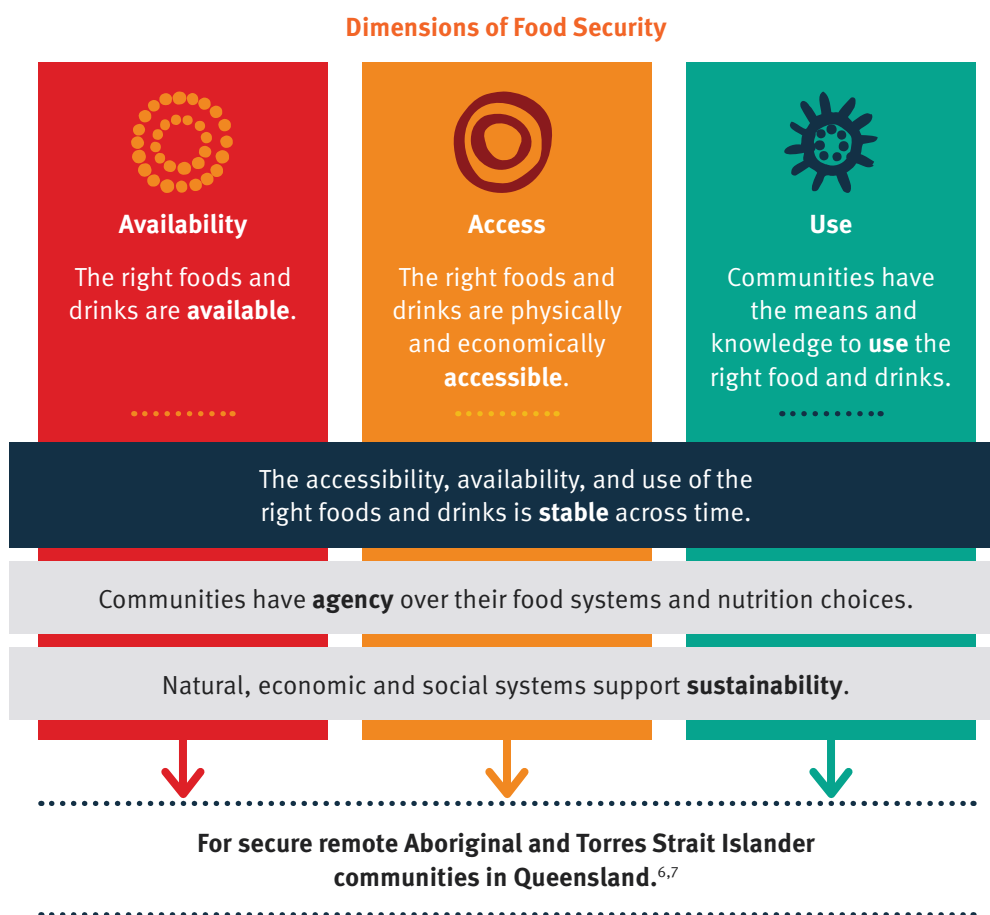 Dimensions of Food Security
Availability
The right foods and
drinks are available.
Access
The right foods and
drinks are physically
and economically
accessible.
Use
Communities have
the means and
knowledge to use the
right food and drinks.
The accessibility, availability, and use of the
right foods and drinks is stable across time.
Communities have agency over their food systems and nutrition choices.
Natural, economic and social systems support sustainability.
For secure remote Aboriginal and Torres Strait Islander
communities in Queensland.6,7